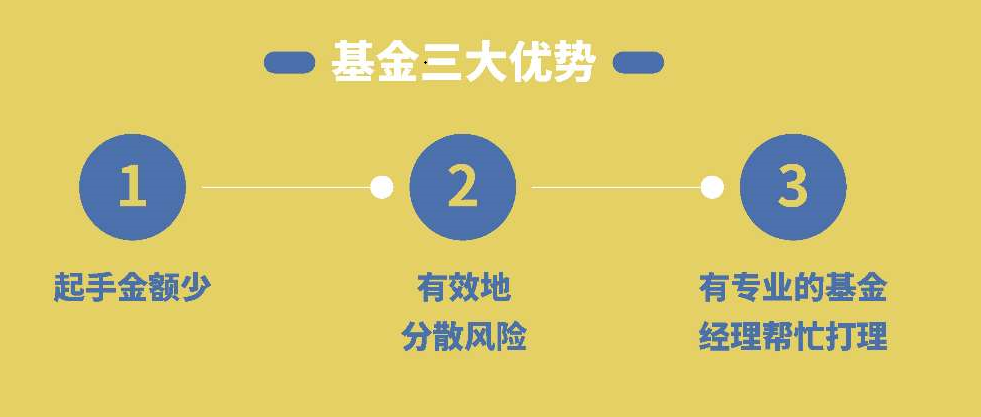 基金三大优势
1
2
3
起手金额少
有效地
分散风险
有专业的基金
经理帮忙打理